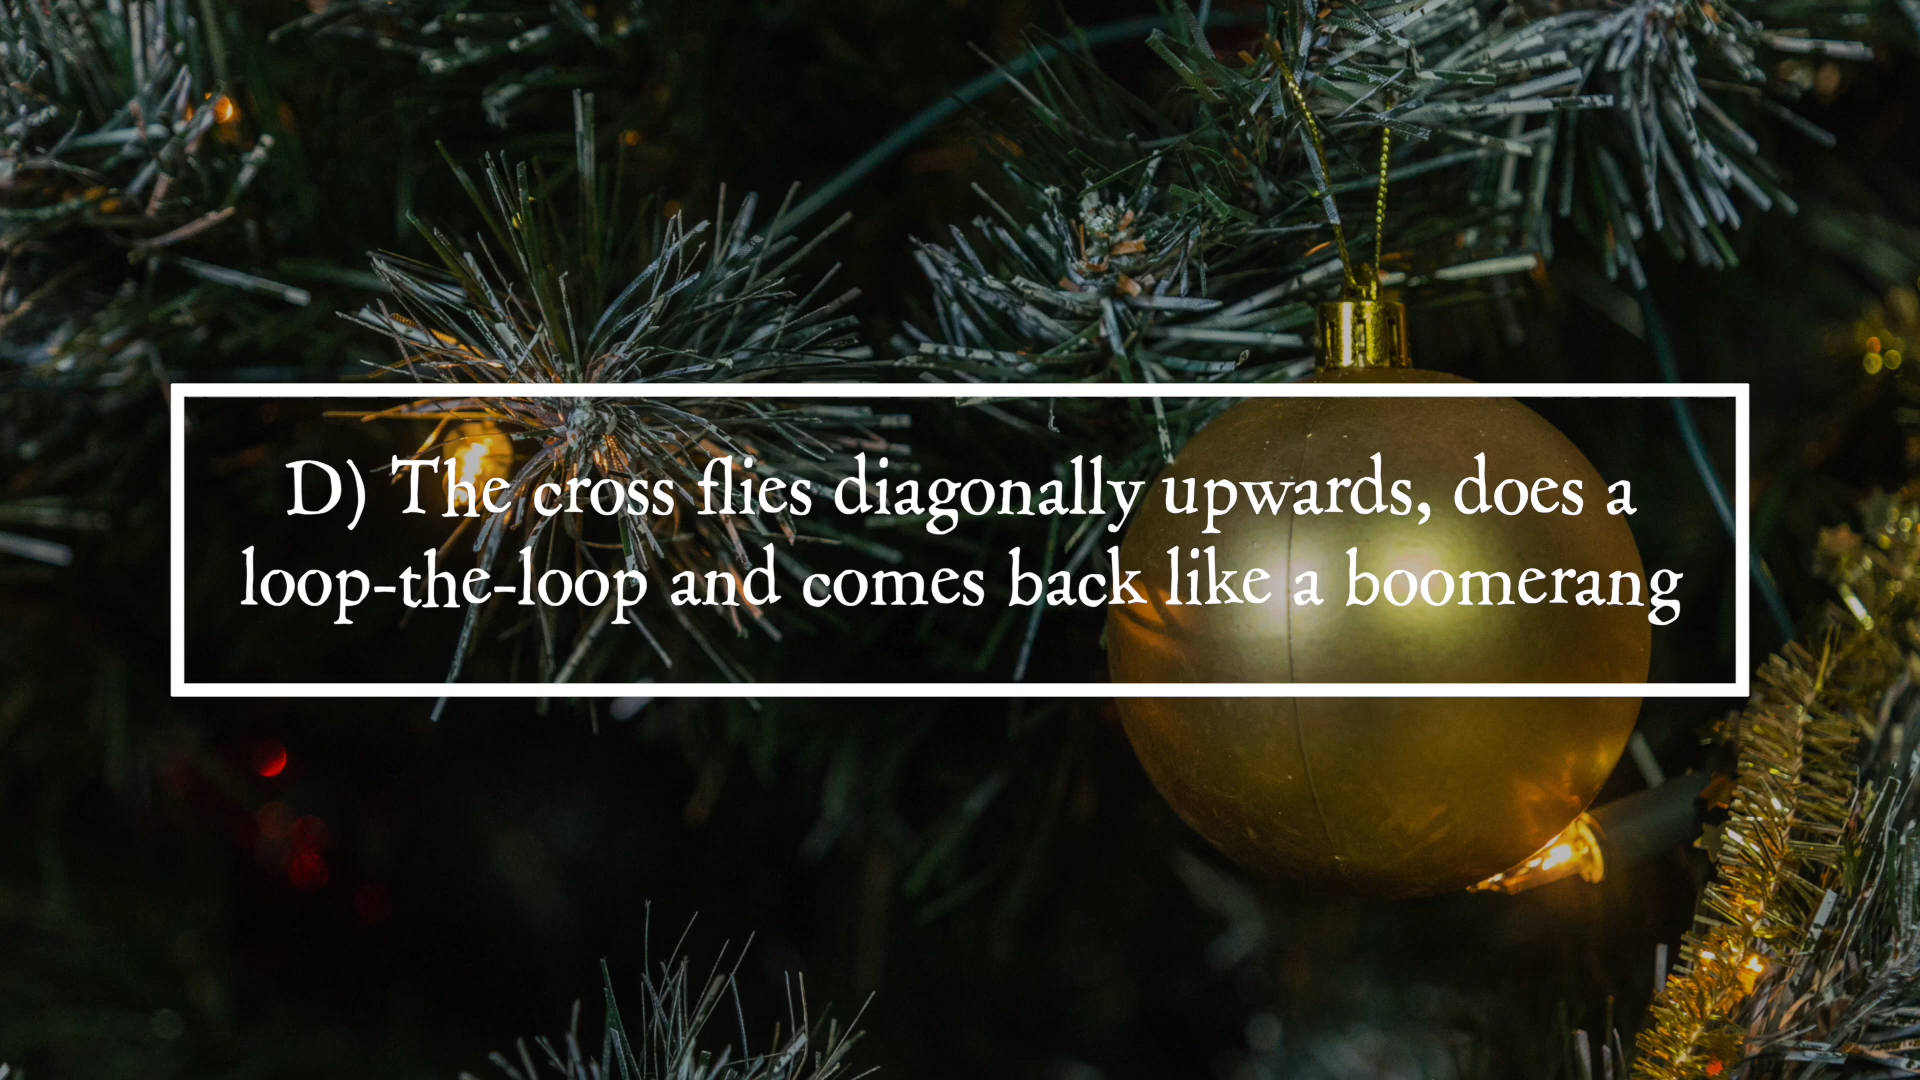 D) The cross flies diagonally upwards, does a
loop-the-loop and comes back like a boomerang